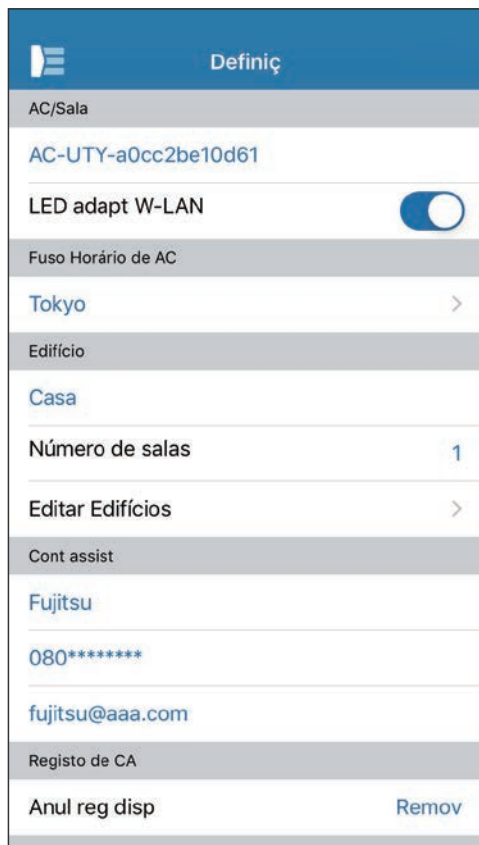 Definiç
AC/Sala
AC-UTY-a0cc2be10d61
LED adapt W-LAN
Fuso Horário de AC
Tokyo
Edifício
Casa
Número de salas 1
Editar Edifícios
Cont assist
Fujitsu
080********
fujitsu@aaa.com
Registo de CA
Anul reg disp Remov